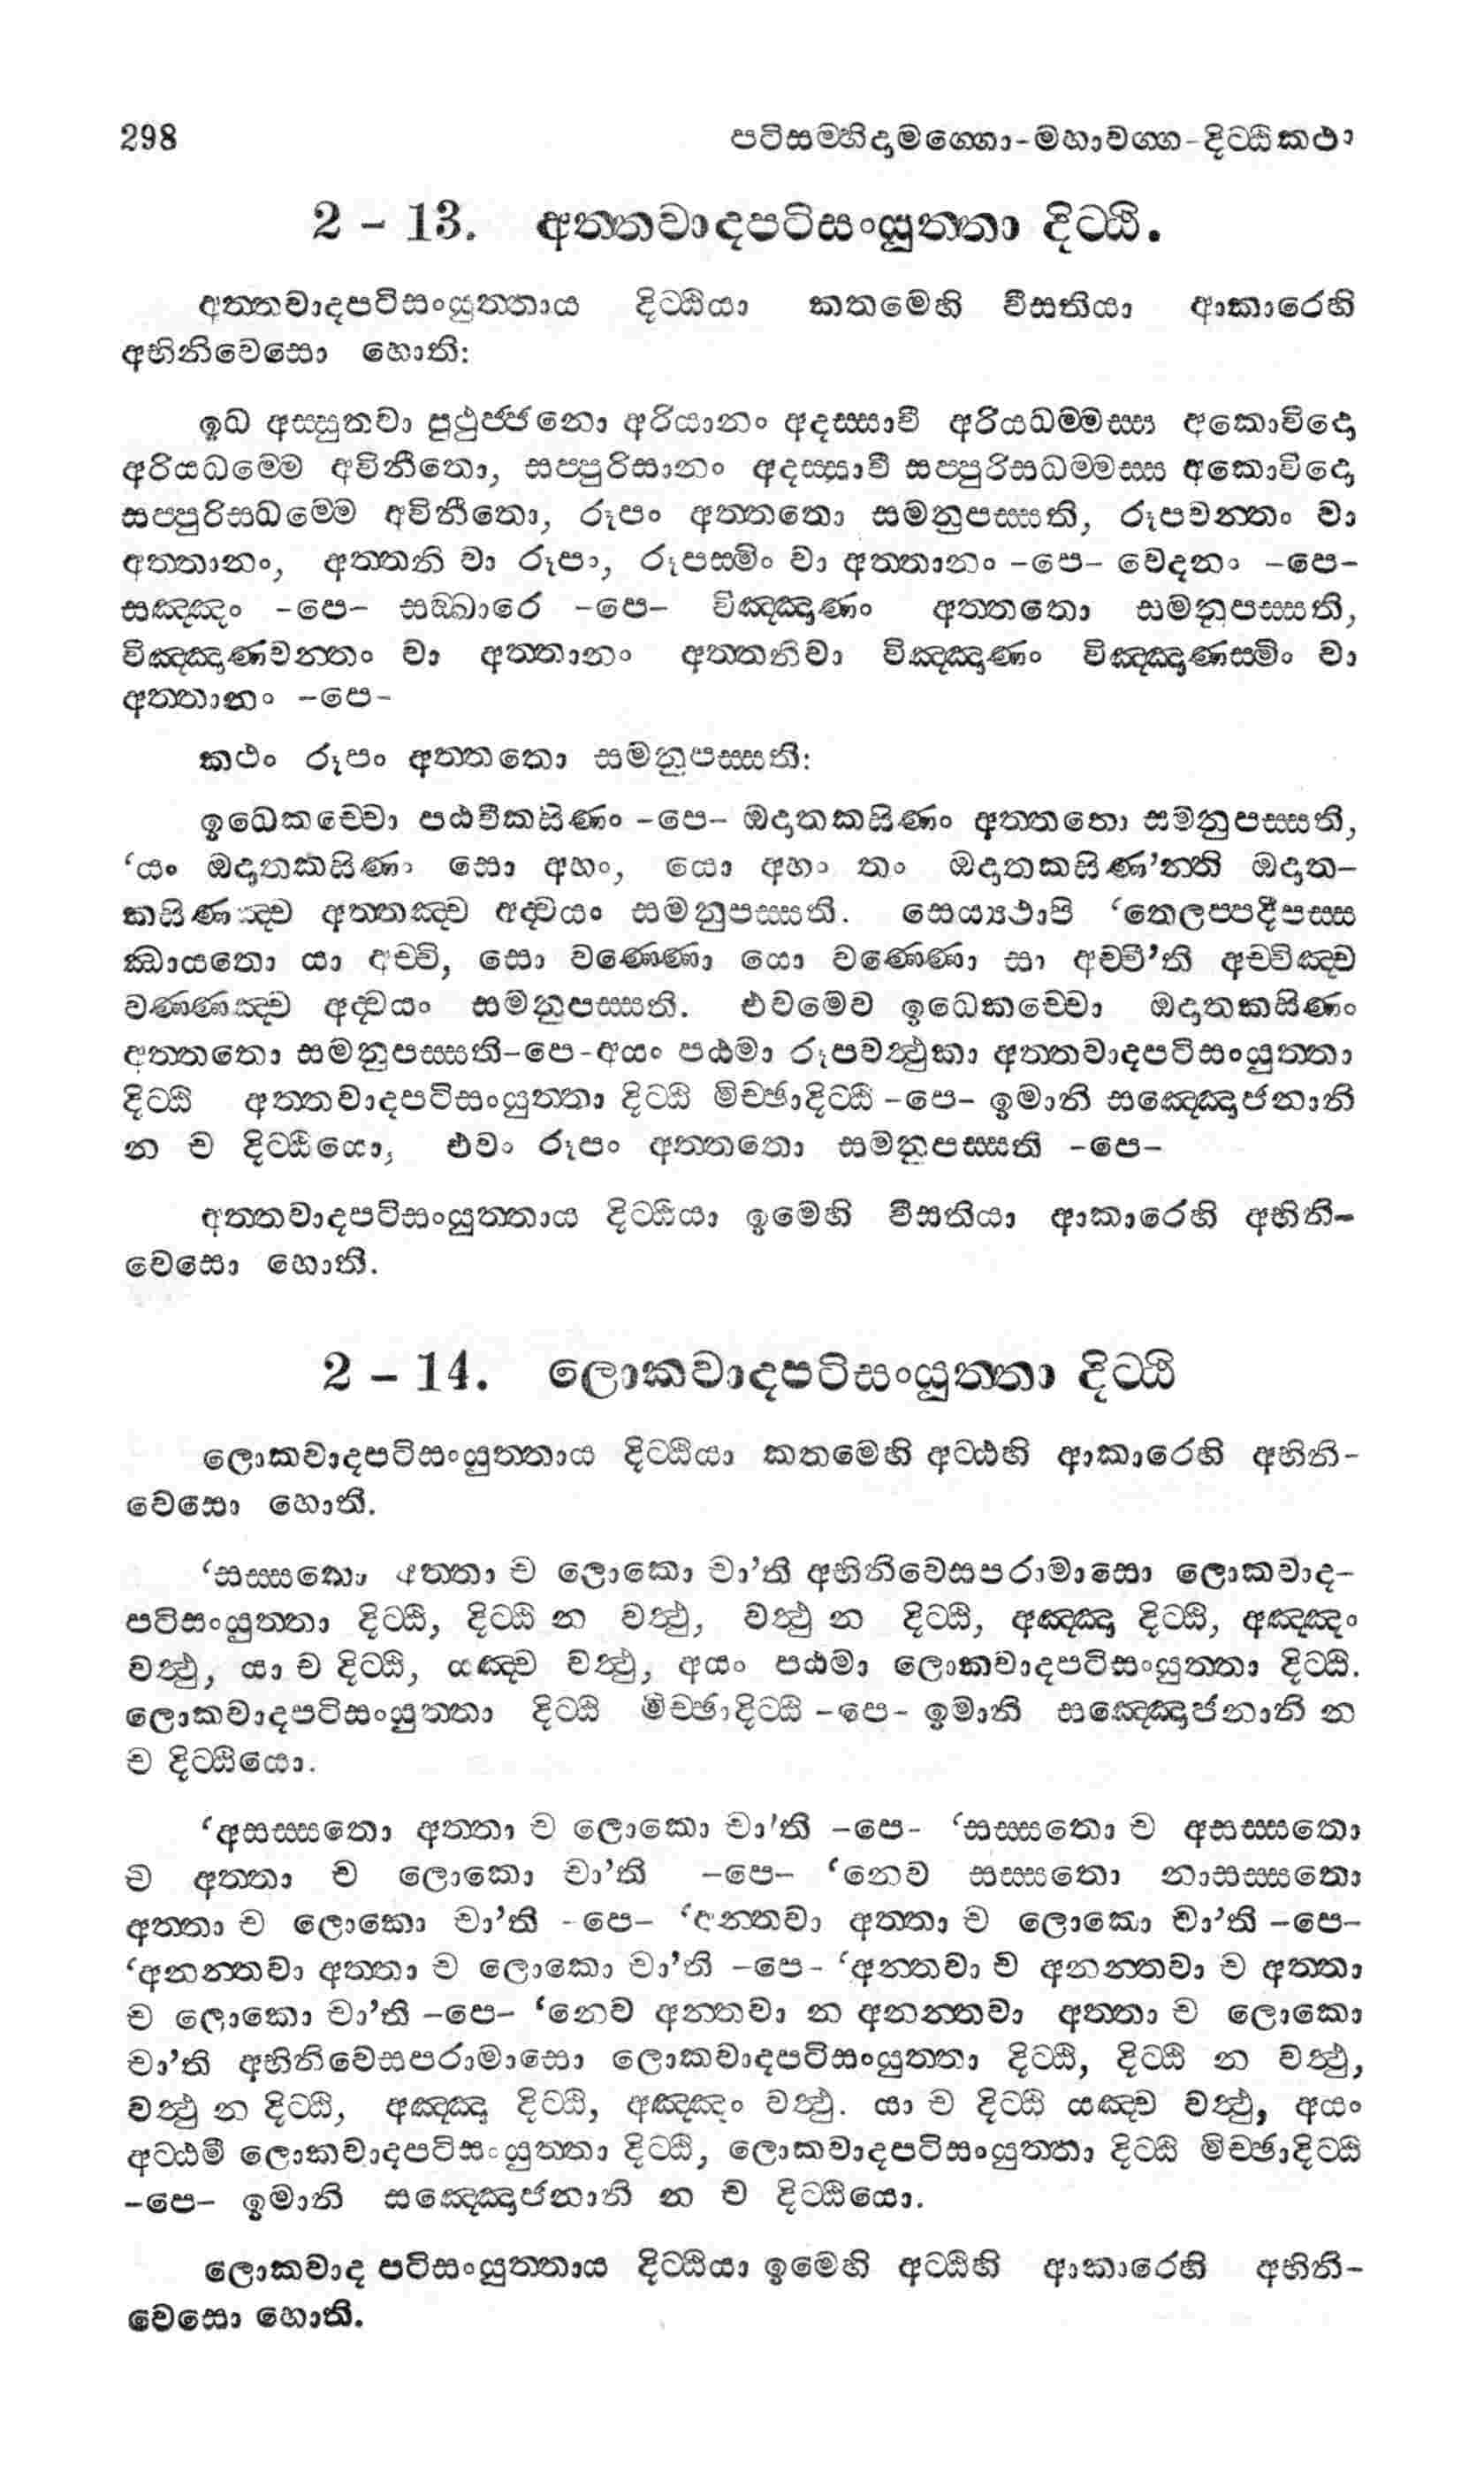 298 පටිසම්භිදාමග්ගො-මහාවග්ග-දිට්ඨිකථා
2 - 13. අත්තවාදපටිසංයුත්තා දිට්ඨි.
අත්තවාදපටිසංයුත්තාය දිට්ඨියා කතමෙහි වීසතියා ආකාරෙහි
අභිනිවෙසො හොති:
ඉධ අස්සුතවා පුථුජ්ජනො අරියානං අදස්සාවී අරියධම්මස්ස අකොවිදො
අරියධම්මෙ අවිනීතො, සප්පුරිසානං අදස්සාවී සප්පුරිසධම්මස්ස අකොවිදො
සප්පුරිසධම්මෙ අවිනීතො, රූපං අත්තතො සමනුපස්සති, රූපවන්තං වා
අත්තානං, අත්තනි වා රූපං, රූපස්මිං වා අත්තානං -පෙ- වෙදනං -පෙ-
සඤ්ඤං -පෙ- සඞ්ඛාරෙ -පෙ- විඤ්ඤාණං අත්තතො සමනුපස්සති,
විඤ්ඤාණවන්තං වා අත්තානං අත්තනිවා විඤ්ඤාණං විඤ්ඤාණස්මිං වා
අත්තානං -පෙ-
කථං රූපං අත්තතො සමනුපස්සති:
ඉධෙකච්චො පඨවීකසිණං -පෙ- ඔදාතකසිණං අත්තතො සමනුපස්සති,
‘යං ඔදාතකසිණං සො අහං, යො අහං තං ඔදාතකසිණ’න්ති ඔදාත-
කසිණඤ්ච අත්තඤ්ච අද්වයං සමනුපස්සති. සෙය්‍යථාපි ‘තෙලප්පදීපස්ස
ඣායතො යා අච්චි, සො වණ්ණො යො වණ්ණො සා අච්චී’ති අච්චිඤ්ච
වණ්ණඤ්ච අද්වයං සමනුපස්සති. එවමෙව ඉධෙකච්චො ඔදාතකසිණං
අත්තතො සමනුපස්සති-පෙ-අයං පඨමා රූපවත්ථුකා අත්තවාදපටිසංයුත්තා
දිට්ඨි අත්තවාදපටිසංයුත්තා දිට්ඨි මිච්ඡාදිට්ඨි -පෙ- ඉමානි සඤ්ඤොජනානි
න ච දිට්ඨියො, එවං රූපං අත්තතො සමනුපස්සති -පෙ-
අත්තවාදපටිසංයුත්තාය දිට්ඨියා ඉමෙහි වීසතියා ආකාරෙහි අභිනි-
වෙසො හොති.
2 - 14. ලොකවාදපටිසංයුත්තා දිට්ඨි
ලොකවාදපටිසංයුත්තාය දිට්ඨියා කතමෙහි අට්ඨහි ආකාරෙහි අභිනි-
වෙසො හොති.
‘සස්සතො අත්තා ච ලොකො චා’ති අභිනිවෙසපරාමාසො ලොකවාද-
පටිසංයුත්තා දිට්ඨි, දිට්ඨි න වත්ථු, වත්ථු න දිට්ඨි, අඤ්ඤා දිට්ඨි, අඤ්ඤං
වත්ථු, යා ච දිට්ඨි, යඤ්ච වත්ථු, අයං පඨමා ලොකවාදපටිසංයුත්තා දිට්ඨි.
ලොකවාදපටිසංයුත්තා දිට්ඨි මිච්ඡාදිට්ඨි -පෙ- ඉමානි සඤ්ඤොජනානි න
ච දිට්ඨියො.
‘අසස්සතො අත්තා ච ලොකො චා’ති -පෙ- ‘සස්සතො ච අසස්සතො
ච අත්තා ච ලොකො චා’ති -පෙ- ‘නෙව සස්සතො නාසස්සතො
අත්තා ච ලොකො චා’ති -පෙ- ‘අන්තවා අත්තා ච ලොකො චා’ති -පෙ-
‘අනන්තවා අත්තා ච ලොකො චා’ති -පෙ- ‘අන්තවා ච අනන්තවා ච අත්තා
ච ලොකො චා’ති -පෙ- ‘නෙව අන්තවා න අනන්තවා අත්තා ච ලොකො
චා’ති අභිනිවෙසපරාමාසො ලොකවාදපටිසංයුත්තා දිට්ඨි, දිට්ඨි න වත්ථු,
වත්ථු න දිට්ඨි, අඤ්ඤා දිට්ඨි, අඤ්ඤං වත්ථු. යා ච දිට්ඨි යඤ්ච වත්ථු, අයං
අට්ඨමී ලොකවාදපටිසංයුත්තා දිට්ඨි, ලොකවාදපටිසංයුත්තා දිට්ඨි මිච්ඡාදිට්ඨි
-පෙ- ඉමානි සඤ්ඤොජනානි න ච දිට්ඨියො.
ලොකවාද පටිසංයුත්තාය දිට්ඨියා ඉමෙහි අට්ඨිහි ආකාරෙහි අභිනි-
වෙසො හොති.